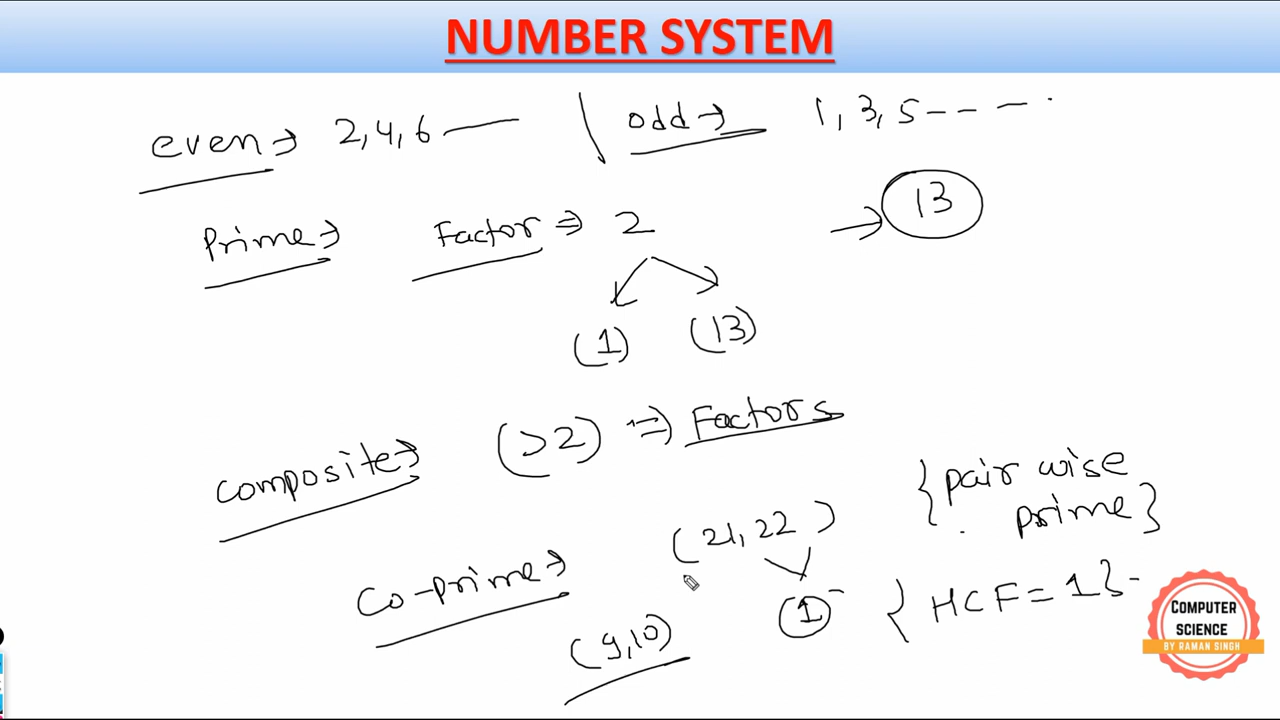 NUMBER SYSTEM
even → 2, 4, 6 —— | odd → 1, 3, 5 - - - - .
Prime → Factor ⇒ 2 → 13
(1) (13)
composite → (>2) ⇒ Factors
{pair wise
prime}
Co-prime → (21, 22)
(1) {HCF = 1}
(9, 10)
COMPUTER
SCIENCE
BY RAMAN SINGH